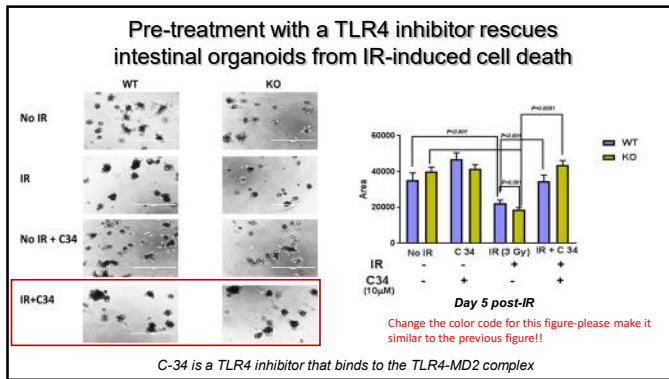 Pre-treatment with a TLR4 inhibitor rescues
intestinal organoids from IR-induced cell death
WT
KO
No IR
IR
No IR + C34
IR+C34
P<0.0001
P<0.001
P<0.001
P<0.001
WT
KO
Area
60000
40000
20000
0
No IR
C 34
IR (3 Gy)
IR + C 34
IR - - + +
C34 - + - +
(10μM)
Day 5 post-IR
Change the color code for this figure-please make it
similar to the previous figure!!
C-34 is a TLR4 inhibitor that binds to the TLR4-MD2 complex